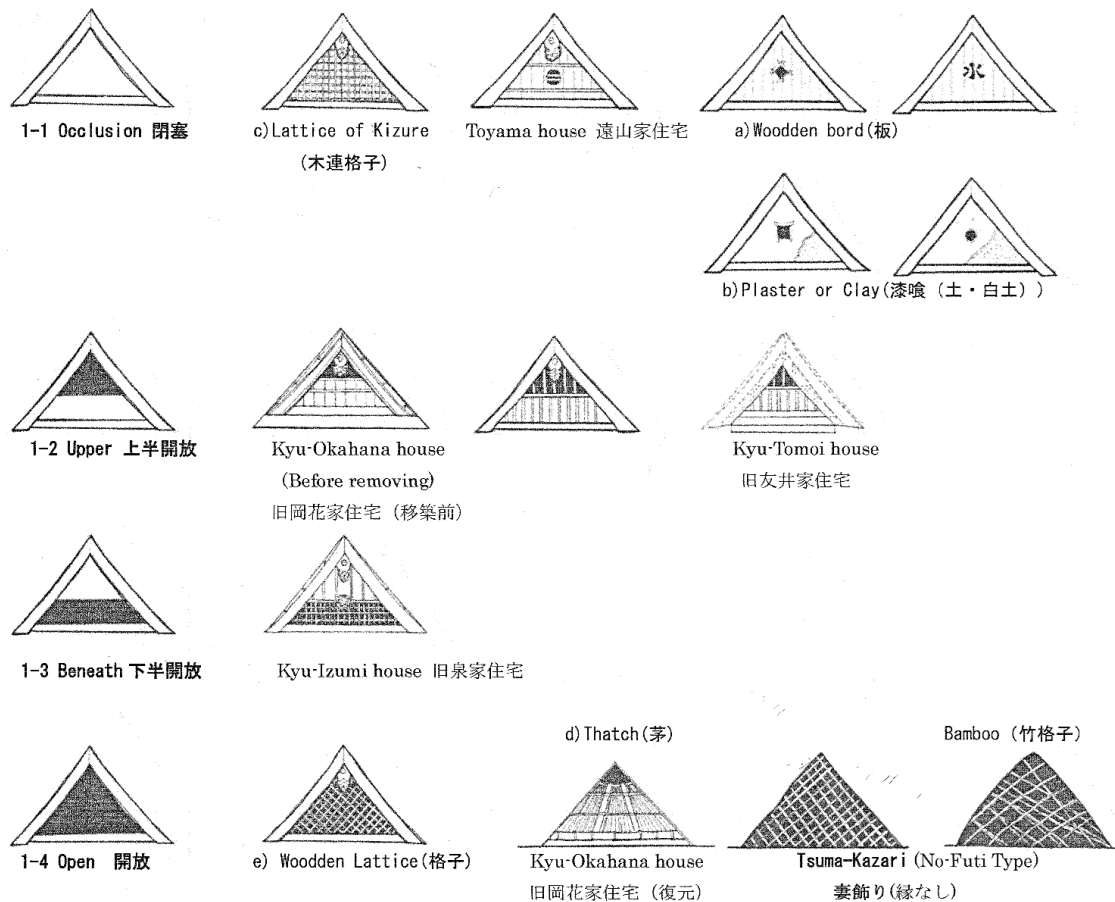 水
1-1 Occlusion 閉塞
c)Lattice of Kizure
(木連格子)
Toyama house 遠山家住宅
a)Woodden bord(板)
b)Plaster or Clay(漆喰（土・白土）)
1-2 Upper 上半開放
Kyu-Okahana house
(Before removing)
旧岡花家住宅（移築前）
Kyu-Tomoi house
旧友井家住宅
1-3 Beneath 下半開放
Kyu-Izumi house 旧泉家住宅
d)Thatch(茅)
Bamboo（竹格子）
1-4 Open 開放
e) Woodden Lattice(格子)
Kyu-Okahana house
旧岡花家住宅（復元）
Tsuma-Kazari (No-Futi Type)
妻飾り(縁なし)